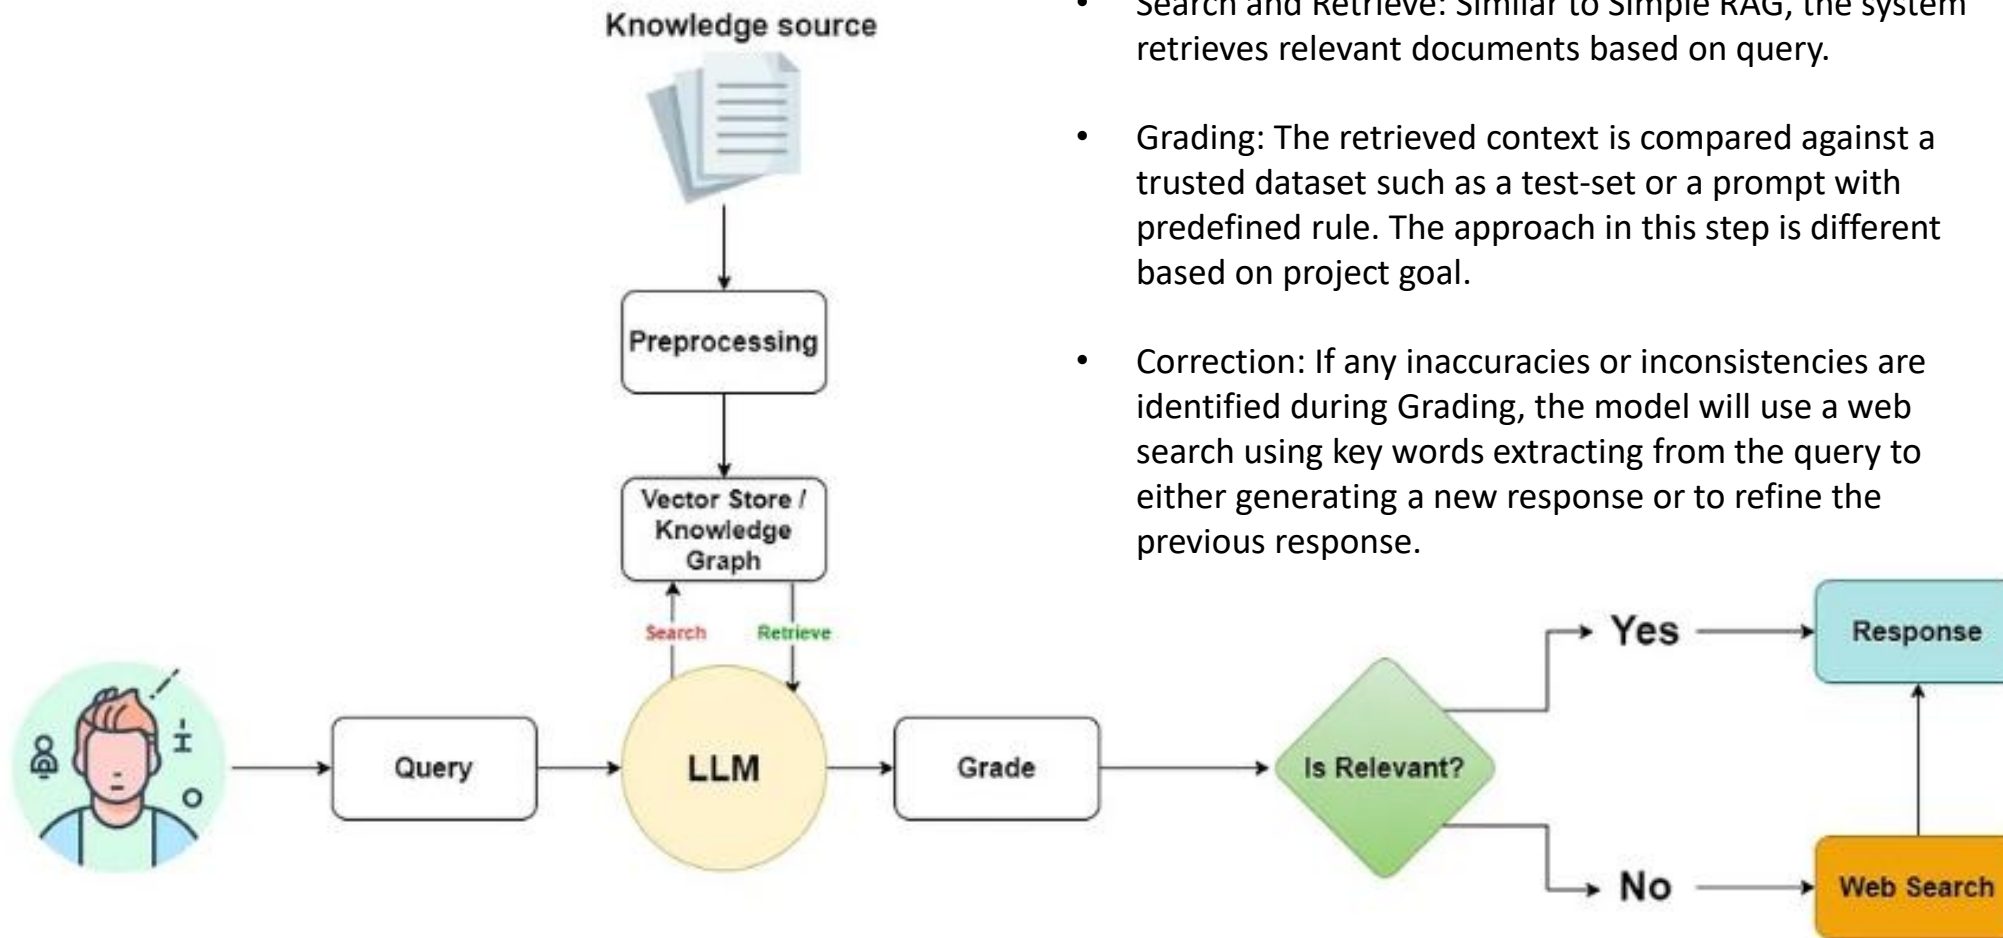 Knowledge source
• Search and Retrieve: Similar to Simple RAG, the system
retrieves relevant documents based on query.
• Grading: The retrieved context is compared against a
trusted dataset such as a test-set or a prompt with
predefined rule. The approach in this step is different
based on project goal.
• Correction: If any inaccuracies or inconsistencies are
identified during Grading, the model will use a web
search using key words extracting from the query to
either generating a new response or to refine the
previous response.
Preprocessing
Vector Store /
Knowledge
Graph
Search
Retrieve
Query
LLM
Grade
Is Relevant?
Yes
Response
No
Web Search